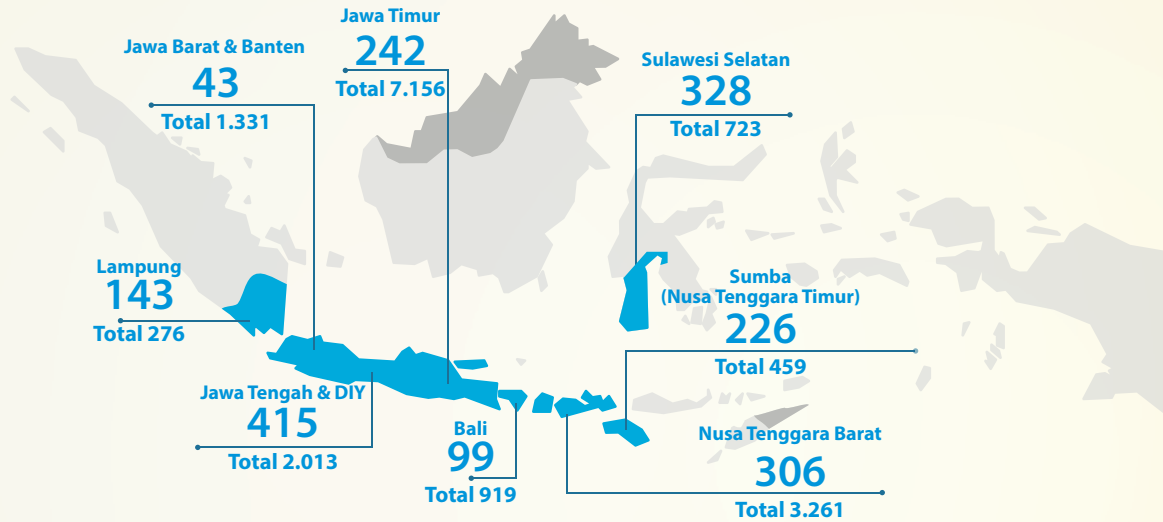 Jawa Timur
242
Total 7.156
Jawa Barat & Banten
43
Total 1.331
Sulawesi Selatan
328
Total 723
Lampung
143
Total 276
Sumba
(Nusa Tenggara Timur)
226
Total 459
Jawa Tengah & DIY
415
Total 2.013
Bali
99
Total 919
Nusa Tenggara Barat
306
Total 3.261